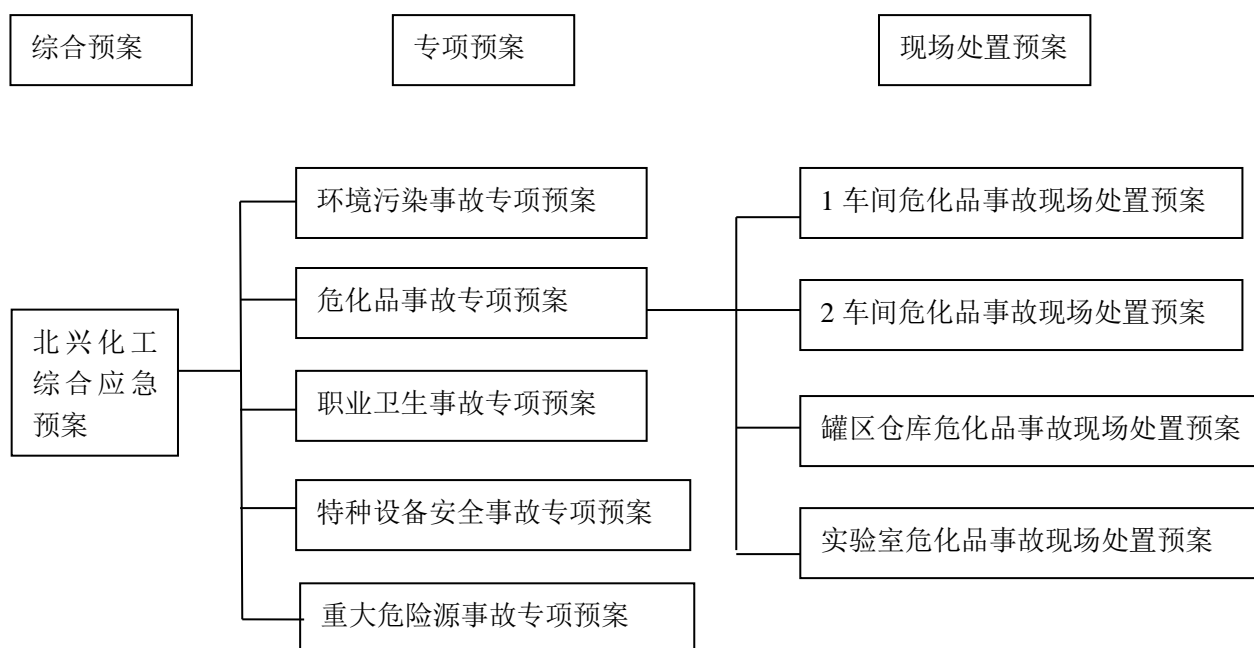 综合预案
专项预案
现场处置预案
环境污染事故专项预案
危化品事故专项预案
职业卫生事故专项预案
特种设备安全事故专项预案
重大危险源事故专项预案
北兴化工
综合应急
预案
1 车间危化品事故现场处置预案
2 车间危化品事故现场处置预案
罐区仓库危化品事故现场处置预案
实验室危化品事故现场处置预案